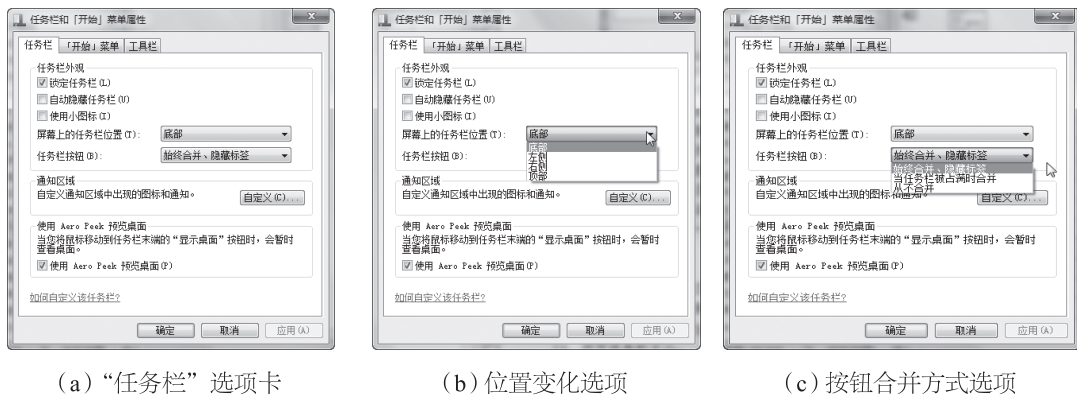 任务栏和「开始」菜单属性
任务栏 「开始」菜单 工具栏
任务栏外观
锁定任务栏(L)
自动隐藏任务栏(U)
使用小图标(I)
屏幕上的任务栏位置(T): 底部
任务栏按钮(B): 始终合并、隐藏标签
通知区域
自定义通知区域中出现的图标和通知。 自定义(C)...
使用 Aero Peek 预览桌面
当您将鼠标移动到任务栏末端的“显示桌面”按钮时，会暂时
查看桌面。
使用 Aero Peek 预览桌面(P)
如何自定义该任务栏?
确定 取消 应用(A)
(a)“任务栏”选项卡
任务栏和「开始」菜单属性
任务栏 「开始」菜单 工具栏
任务栏外观
锁定任务栏(L)
自动隐藏任务栏(U)
使用小图标(I)
屏幕上的任务栏位置(T): 底部
底部
任务栏按钮(B): 左侧
右侧
顶部
通知区域
自定义通知区域中出现的图标和通知。 自定义(C)...
使用 Aero Peek 预览桌面
当您将鼠标移动到任务栏末端的“显示桌面”按钮时，会暂时
查看桌面。
使用 Aero Peek 预览桌面(P)
如何自定义该任务栏?
确定 取消 应用(A)
(b)位置变化选项
任务栏和「开始」菜单属性
任务栏 「开始」菜单 工具栏
任务栏外观
锁定任务栏(L)
自动隐藏任务栏(U)
使用小图标(I)
屏幕上的任务栏位置(T): 底部
任务栏按钮(B): 始终合并、隐藏标签
始终合并、隐藏标签
当任务栏被占满时合并
从不合并
通知区域
自定义通知区域中出现的图标和通知。 自定义(C)...
使用 Aero Peek 预览桌面
当您将鼠标移动到任务栏末端的“显示桌面”按钮时，会暂时
查看桌面。
使用 Aero Peek 预览桌面(P)
如何自定义该任务栏?
确定 取消 应用(A)
(c)按钮合并方式选项